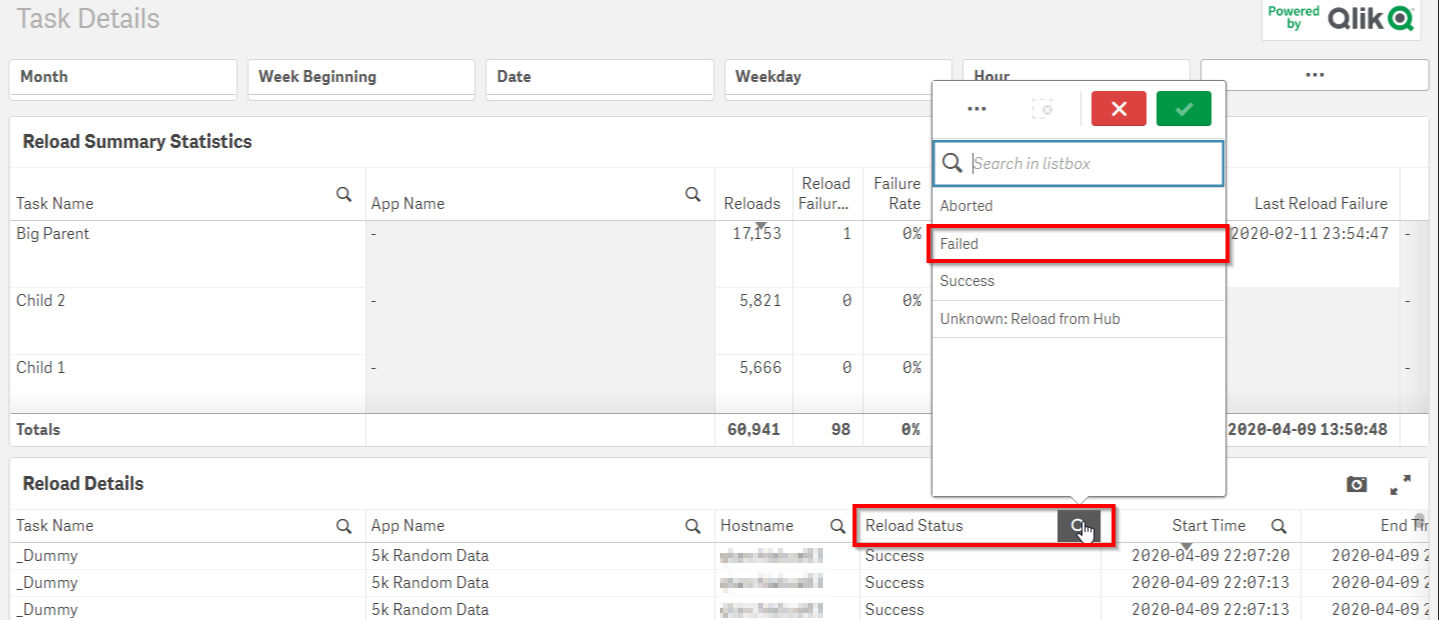 Task Details
Powered by Qlik
Month Week Beginning Date Weekday Hour ...
Reload Summary Statistics
Search in listbox
Task Name App Name Reloads Reload Failur... Failure Rate Last Reload Failure
Aborted
Big Parent - 17,153 1 0% 2020-02-11 23:54:47 -
Failed
Success
Child 2 - 5,821 0 0% -
Unknown: Reload from Hub
Child 1 - 5,666 0 0% -
Totals 60,941 98 0% 2020-04-09 13:50:48
Reload Details
Task Name App Name Hostname Reload Status Start Time End
_Dummy 5k Random Data Success 2020-04-09 22:07:20 2020-04-09 2
_Dummy 5k Random Data Success 2020-04-09 22:07:13 2020-04-09 2
_Dummy 5k Random Data Success 2020-04-09 22:07:13 2020-04-09 2